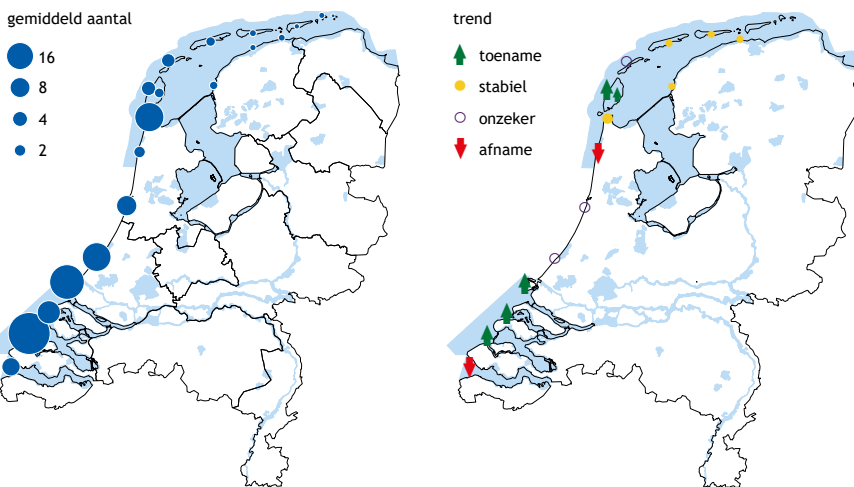 gemiddeld aantal
16
8
4
2
trend
toename
stabiel
onzeker
afname